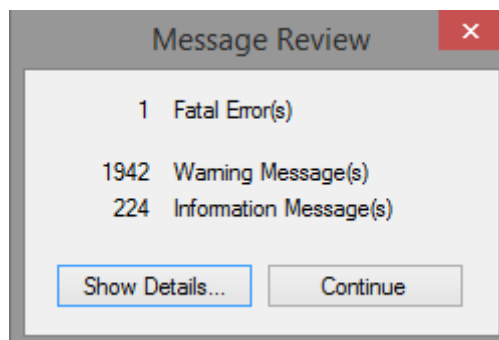 Message Review
1 Fatal Error(s)
1942 Warning Message(s)
224 Information Message(s)
Show Details... Continue